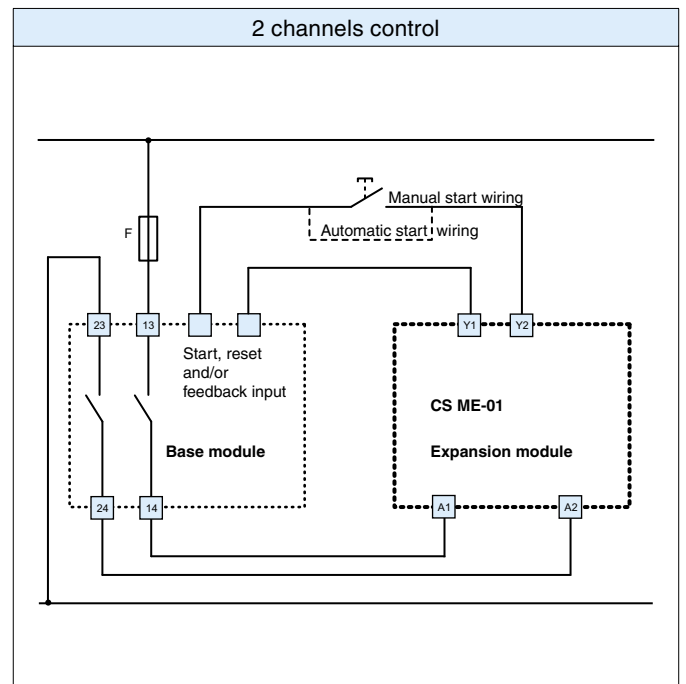 2 channels control
Manual start wiring
Automatic start wiring
F
23
13
Y1
Y2
Start, reset
and/or
feedback input
CS ME-01
Base module
Expansion module
24
14
A1
A2